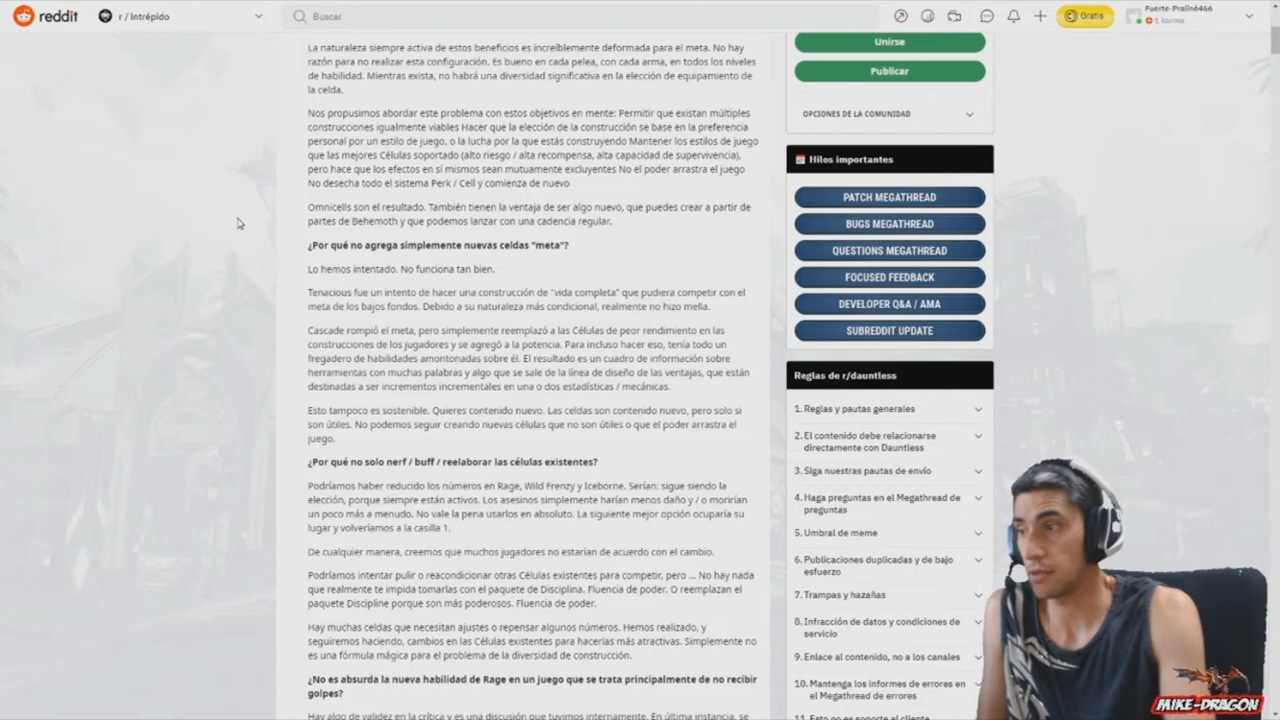 reddit
r / Intrépido
Buscar
Gratis
Fuerte-Pralin6466
1 karma
La naturaleza siempre activa de estos beneficios es increíblemente deformada para el meta. No hay
razón para no realizar esta configuración. Es bueno en cada pelea, con cada arma, en todos los niveles
de habilidad. Mientras exista, no habrá una diversidad significativa en la elección de equipamiento de
la celda.
Nos propusimos abordar este problema con estos objetivos en mente: Permitir que existan múltiples
construcciones igualmente viables Hacer que la elección de la construcción se base en la preferencia
personal por un estilo de juego, o la lucha por la que estás construyendo Mantener los estilos de juego
que las mejores Células soportado (alto riesgo / alta recompensa, alta capacidad de supervivencia),
pero hace que los efectos en sí mismos sean mutuamente excluyentes No el poder arrastra el juego
No desecha todo el sistema Perk / Cell y comienza de nuevo
Omnicells son el resultado. También tienen la ventaja de ser algo nuevo, que puedes crear a partir de
partes de Behemoth y que podemos lanzar con una cadencia regular.
¿Por qué no agrega simplemente nuevas celdas "meta"?
Lo hemos intentado. No funciona tan bien.
Tenacious fue un intento de hacer una construcción de "vida completa" que pudiera competir con el
meta de los bajos fondos. Debido a su naturaleza más condicional, realmente no hizo mella.
Cascade rompió el meta, pero simplemente reemplazó a las Células de peor rendimiento en las
construcciones de los jugadores y se agregó a la potencia. Para incluso hacer eso, tenía todo un
fregadero de habilidades amontonadas sobre él. El resultado es un cuadro de información sobre
herramientas con muchas palabras y algo que se sale de la línea de diseño de las ventajas, que están
destinadas a ser incrementos incrementales en una o dos estadísticas / mecánicas.
Esto tampoco es sostenible. Quieres contenido nuevo. Las celdas son contenido nuevo, pero solo si
son útiles. No podemos seguir creando nuevas células que no son útiles o que el poder arrastra el
juego.
¿Por qué no solo nerf / buff / reelaborar las células existentes?
Podríamos haber reducido los números en Rage, Wild Frenzy y Iceborne. Serían: sigue siendo la
elección, porque siempre están activos. Los asesinos simplemente harían menos daño y / o morirían
un poco más a menudo. No vale la pena usarlos en absoluto. La siguiente mejor opción ocuparía su
lugar y volveríamos a la casilla 1.
De cualquier manera, creemos que muchos jugadores no estarían de acuerdo con el cambio.
Podríamos intentar pulir o reacondicionar otras Células existentes para competir, pero ... No hay nada
que realmente te impida tomarlas con el paquete de Disciplina. Fluencia de poder. O reemplazan el
paquete Discipline porque son más poderosos. Fluencia de poder.
Hay muchas celdas que necesitan ajustes o repensar algunos números. Hemos realizado, y
seguiremos haciendo, cambios en las Células existentes para hacerlas más atractivas. Simplemente no
es una fórmula mágica para el problema de la diversidad de construcción.
¿No es absurda la nueva habilidad de Rage en un juego que se trata principalmente de no recibir
golpes?
Hay algo de validez en la crítica y es una discusión que tuvimos internamente. En última instancia, se
Unirse
Publicar
OPCIONES DE LA COMUNIDAD
Hilos importantes
PATCH MEGATHREAD
BUGS MEGATHREAD
QUESTIONS MEGATHREAD
FOCUSED FEEDBACK
DEVELOPER Q&A / AMA
SUBREDDIT UPDATE
Reglas de r/dauntless
1. Reglas y pautas generales
2. El contenido debe relacionarse
directamente con Dauntless
3. Siga nuestras pautas de envío
4. Haga preguntas en el Megathread de
preguntas
5. Umbral de meme
6. Publicaciones duplicadas y de bajo
esfuerzo
7. Trampas y hazañas
8. Infracción de datos y condiciones de
servicio
9. Enlace al contenido, no a los canales
10. Mantenga los informes de errores en
el Megathread de errores
11. Esto no es soporte al cliente
MIKE-DRAGON